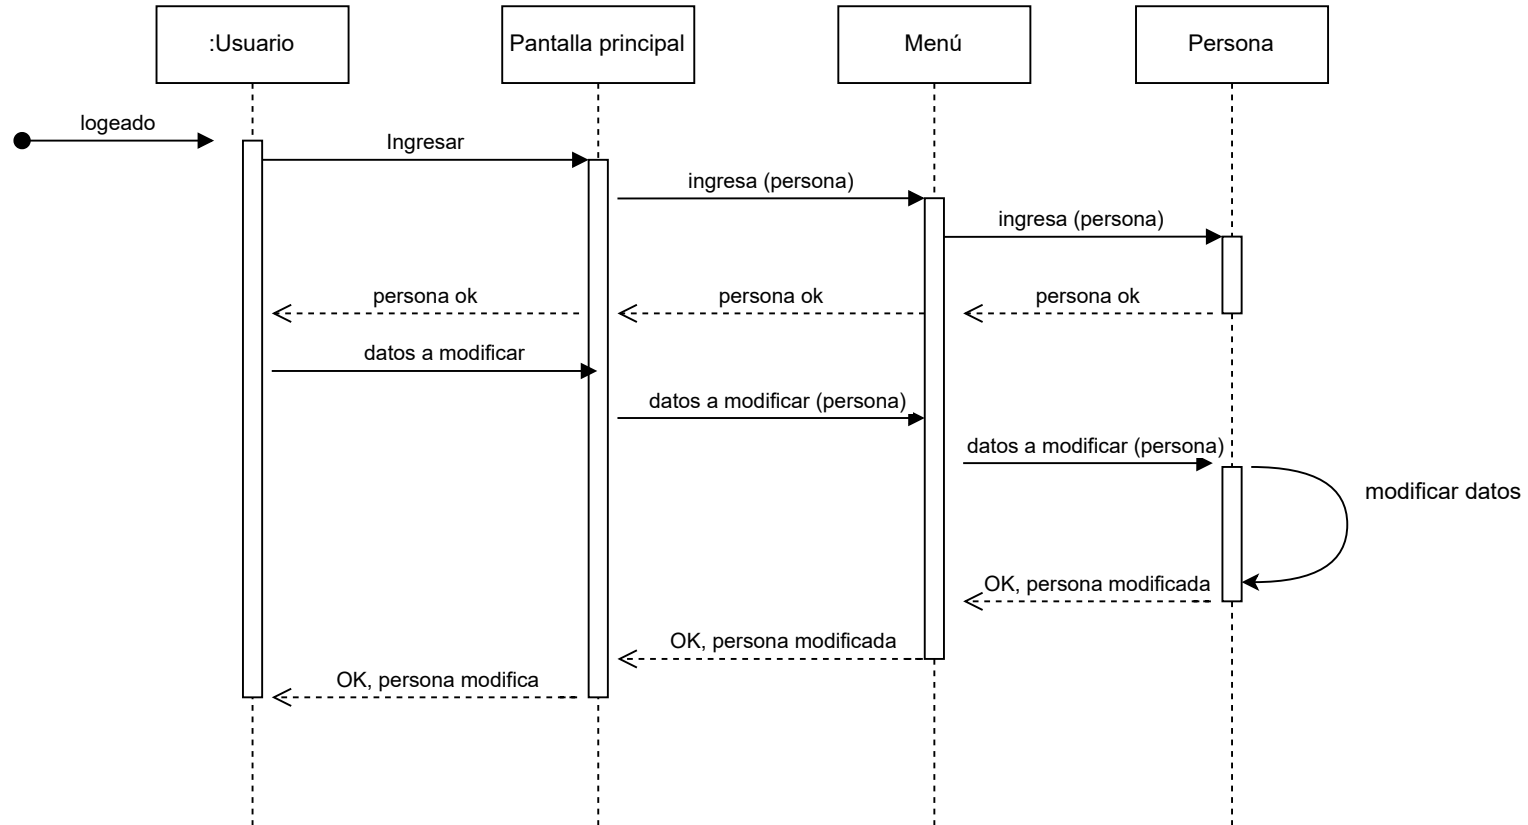 :Usuario
Pantalla principal
Menú
Persona
logeado
Ingresar
ingresa (persona)
ingresa (persona)
persona ok
persona ok
persona ok
datos a modificar
datos a modificar (persona)
datos a modificar (persona)
modificar datos
OK, persona modificada
OK, persona modificada
OK, persona modifica